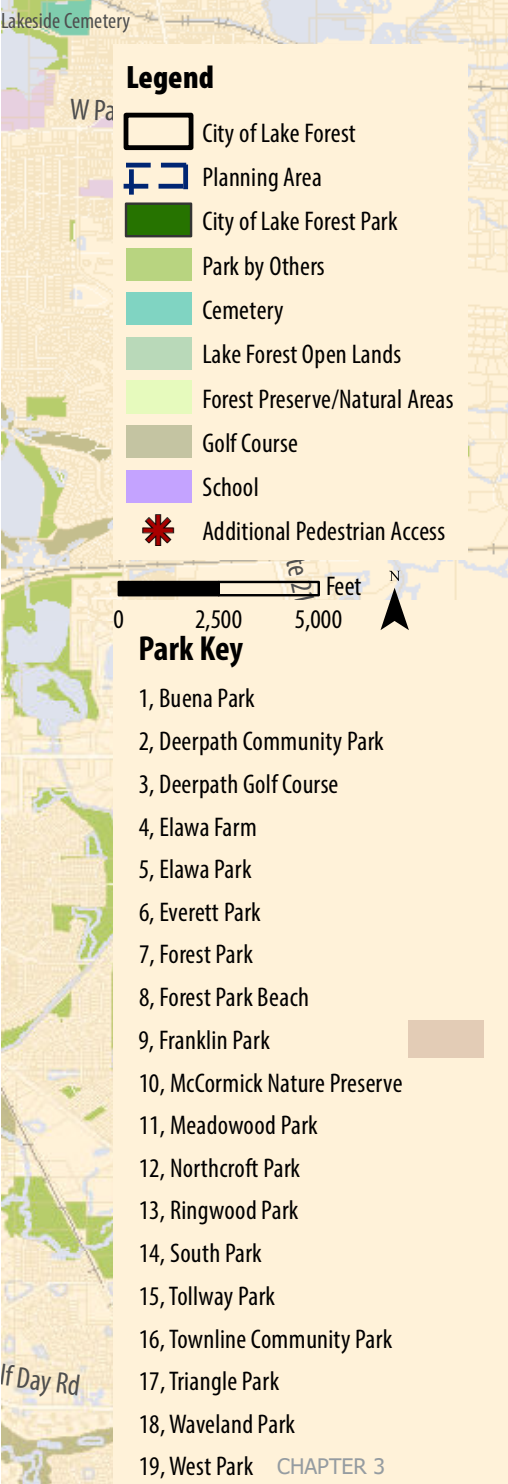 Lakeside Cemetery
Legend
W Pa
City of Lake Forest
Planning Area
City of Lake Forest Park
Park by Others
Cemetery
Lake Forest Open Lands
Forest Preserve/Natural Areas
Golf Course
School
Additional Pedestrian Access
te 21
Feet
N
0 2,500 5,000
Park Key
1, Buena Park
2, Deerpath Community Park
3, Deerpath Golf Course
4, Elawa Farm
5, Elawa Park
6, Everett Park
7, Forest Park
8, Forest Park Beach
9, Franklin Park
10, McCormick Nature Preserve
11, Meadowood Park
12, Northcroft Park
13, Ringwood Park
14, South Park
15, Tollway Park
16, Townline Community Park
17, Triangle Park
lf Day Rd
18, Waveland Park
19, West Park CHAPTER 3